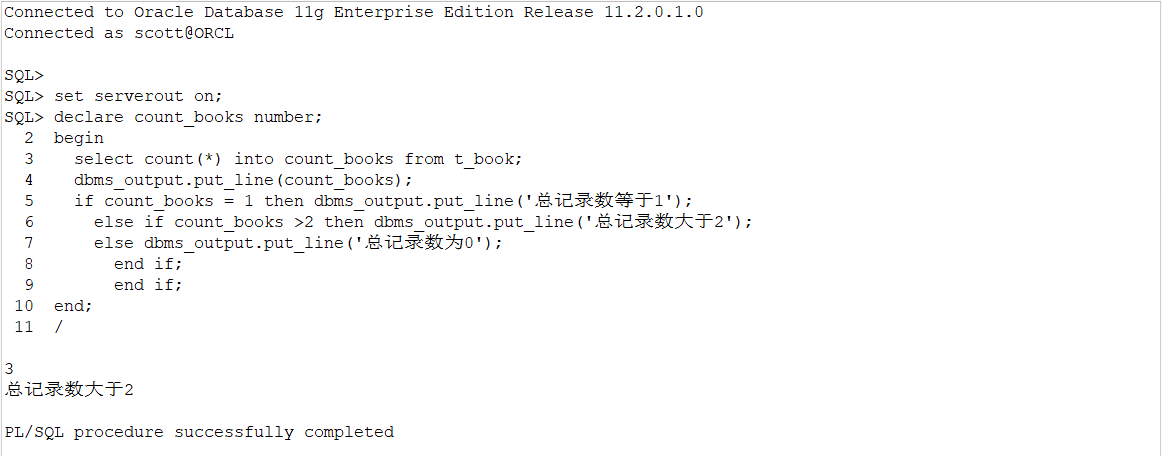 Connected to Oracle Database 11g Enterprise Edition Release 11.2.0.1.0
Connected as scott@ORCL
SQL>
SQL> set serverout on;
SQL> declare count_books number;
2 begin
3 select count(*) into count_books from t_book;
4 dbms_output.put_line(count_books);
5 if count_books = 1 then dbms_output.put_line('总记录数等于1');
6 else if count_books >2 then dbms_output.put_line('总记录数大于2');
7 else dbms_output.put_line('总记录数为0');
8 end if;
9 end if;
10 end;
11 /
3
总记录数大于2
PL/SQL procedure successfully completed